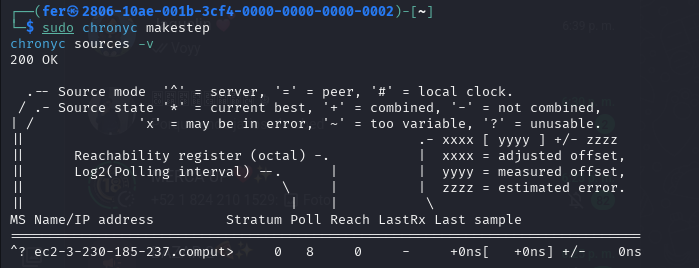 ┌──(fer㉿2806-10ae-001b-3cf4-0000-0000-0000-0002)-[~]
└─$ sudo chronyc makestep
chronyc sources -v
200 OK

  .-- Source mode  '^' = server, '=' = peer, '#' = local clock.
 / .- Source state '*' = current best, '+' = combined, '-' = not combined,
| /             'x' = may be in error, '~' = too variable, '?' = unusable.
||                                                 .- xxxx [ yyyy ] +/- zzzz
||      Reachability register (octal) -.           |  xxxx = adjusted offset,
||      Log2(Polling interval) --.      |          |  yyyy = measured offset,
||                                \     |          |  zzzz = estimated error.
||                                 |    |           \
MS Name/IP address         Stratum Poll Reach LastRx Last sample
===============================================================================
^? ec2-3-230-185-237.comput>     0   8     0     -     +0ns[   +0ns] +/-    0ns